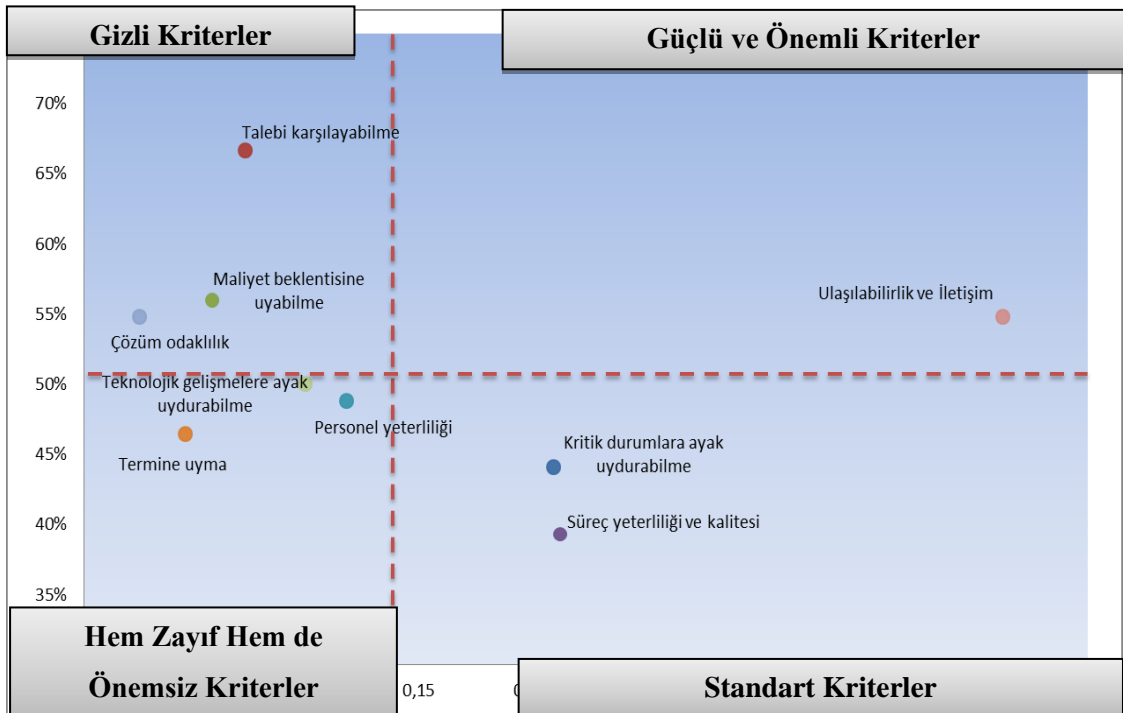 Gizli Kriterler
Güçlü ve Önemli Kriterler
70%
Talebi karşılayabilme
65%
60%
Maliyet beklentisine
uyabilme
Ulaşılabilirlik ve İletişim
55%
Çözüm odaklılık
50%
Teknolojik gelişmelere ayak
uydurabilme
Personel yeterliliği
Kritik durumlara ayak
uydurabilme
45%
Termine uyma
Süreç yeterliliği ve kalitesi
40%
35%
Hem Zayıf Hem de
Önemsiz Kriterler
0,15
Standart Kriterler